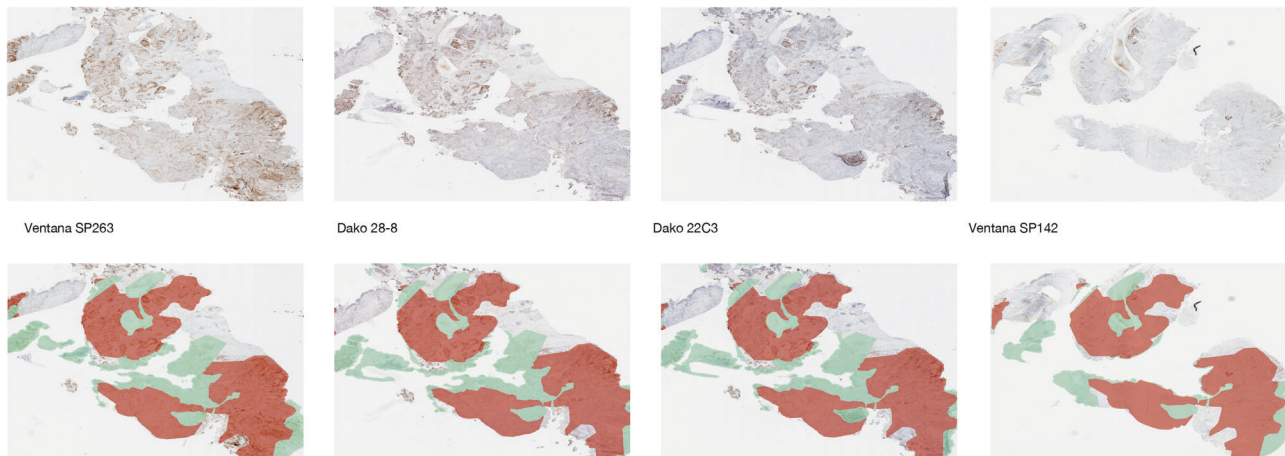 Ventana SP263
Dako 28-8
Dako 22C3
Ventana SP142